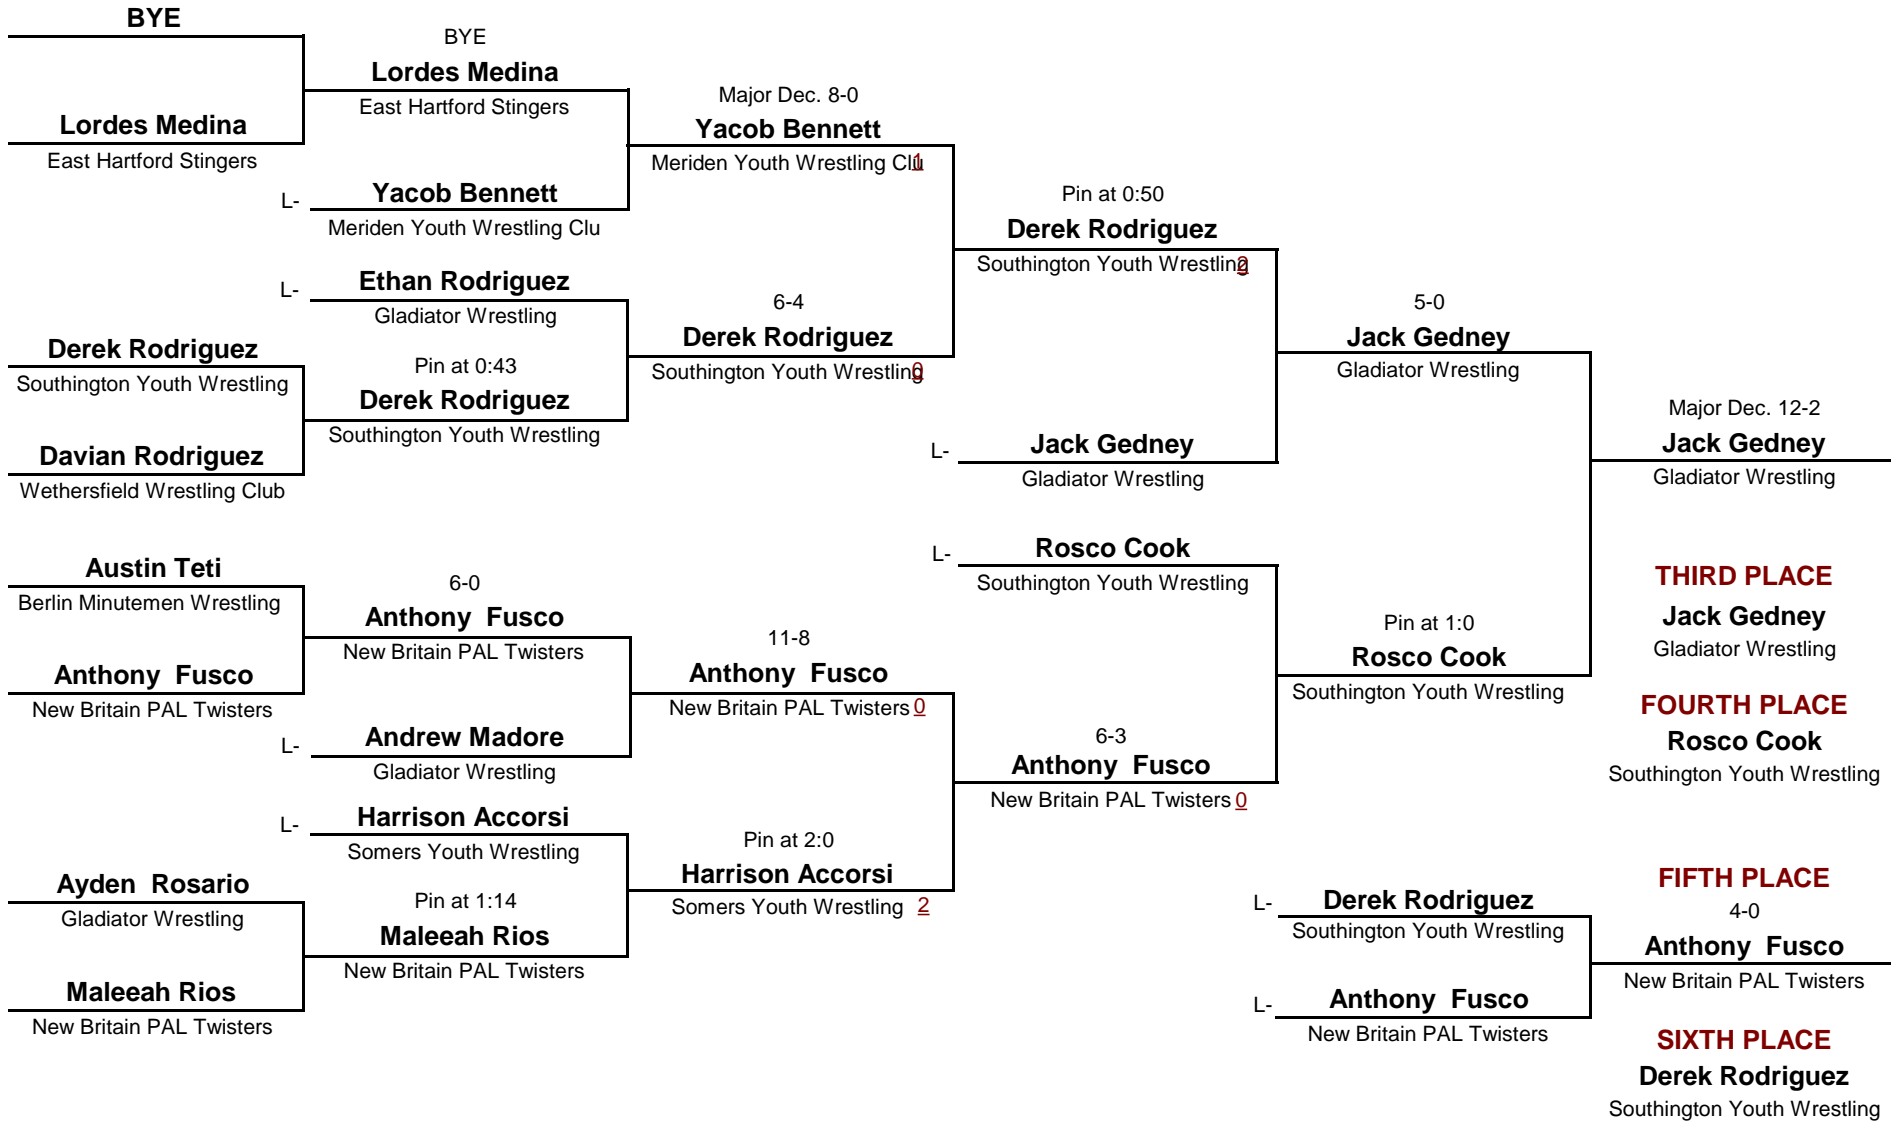 BYE
Lordes Medina
East Hartford Stingers
Derek Rodriguez
Southington Youth Wrestling
Davian Rodriguez
Wethersfield Wrestling Club
Austin Teti
Berlin Minutemen Wrestling
Anthony Fusco
New Britain PAL Twisters
Ayden Rosario
Gladiator Wrestling
Maleeah Rios
New Britain PAL Twisters
BYE
Lordes Medina
East Hartford Stingers
L- Yacob Bennett
Meriden Youth Wrestling Clu
L- Ethan Rodriguez
Gladiator Wrestling
Pin at 0:43
Derek Rodriguez
Southington Youth Wrestling
6-0
Anthony Fusco
New Britain PAL Twisters
L- Andrew Madore
Gladiator Wrestling
L- Harrison Accorsi
Somers Youth Wrestling
Pin at 1:14
Maleeah Rios
New Britain PAL Twisters
Major Dec. 8-0
Yacob Bennett
Meriden Youth Wrestling Clu 1
6-4
Derek Rodriguez
Southington Youth Wrestling 0
11-8
Anthony Fusco
New Britain PAL Twisters 0
Pin at 2:0
Harrison Accorsi
Somers Youth Wrestling 2
Pin at 0:50
Derek Rodriguez
Southington Youth Wrestling 2
L- Jack Gedney
Gladiator Wrestling
L- Rosco Cook
Southington Youth Wrestling
6-3
Anthony Fusco
New Britain PAL Twisters 0
5-0
Jack Gedney
Gladiator Wrestling
Pin at 1:0
Rosco Cook
Southington Youth Wrestling
L- Derek Rodriguez
Southington Youth Wrestling
L- Anthony Fusco
New Britain PAL Twisters
Major Dec. 12-2
Jack Gedney
Gladiator Wrestling
THIRD PLACE
Jack Gedney
Gladiator Wrestling
FOURTH PLACE
Rosco Cook
Southington Youth Wrestling
FIFTH PLACE
4-0
Anthony Fusco
New Britain PAL Twisters
SIXTH PLACE
Derek Rodriguez
Southington Youth Wrestling